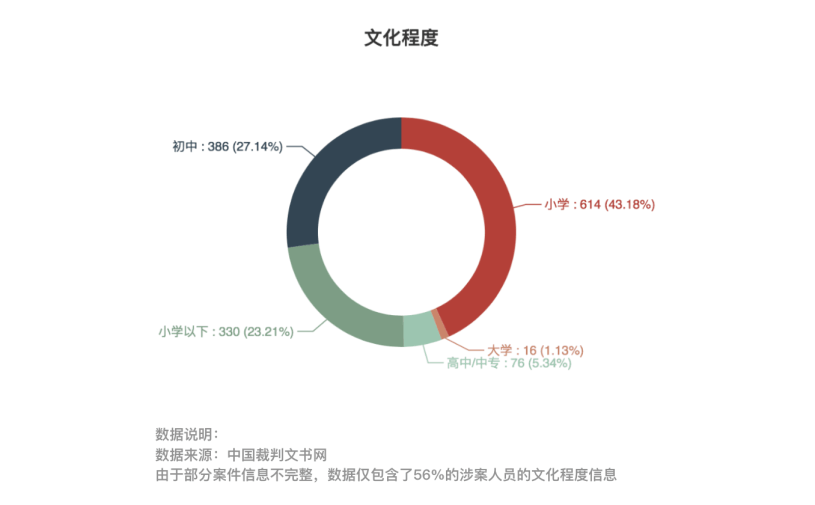 文化程度
初中 : 386 (27.14%)
小学 : 614 (43.18%)
小学以下 : 330 (23.21%)
大学 : 16 (1.13%)
高中/中专 : 76 (5.34%)
数据说明：
数据来源：中国裁判文书网
由于部分案件信息不完整，数据仅包含了56%的涉案人员的文化程度信息